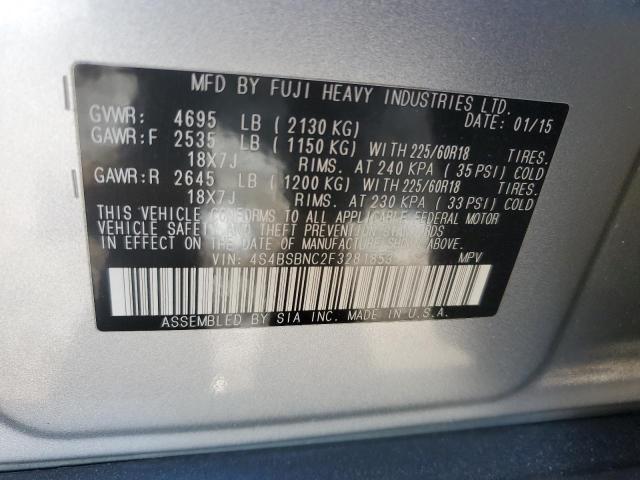 MFD BY FUJI HEAVY INDUSTRIES LTD.
GVWR: 4695 LB (2130 KG) DATE: 01/15
GAWR:F 2535 LB (1150 KG) WITH 225/60R18 TIRES.
18X7J RIMS. AT 240 KPA (35 PSI) COLD
GAWR:R 2645 LB (1200 KG) WITH 225/60R18 TIRES.
18X7J RIMS. AT 230 KPA (33 PSI) COLD
THIS VEHICLE CONFORMS TO ALL APPLICABLE FEDERAL MOTOR
VEHICLE SAFETY AND THEFT PREVENTION STANDARDS
IN EFFECT ON THE DATE OF MANUFACTURE SHOWN ABOVE.
VIN: 4S4BSBNC2F3281853 MPV
ASSEMBLED BY SIA INC. MADE IN U.S.A.